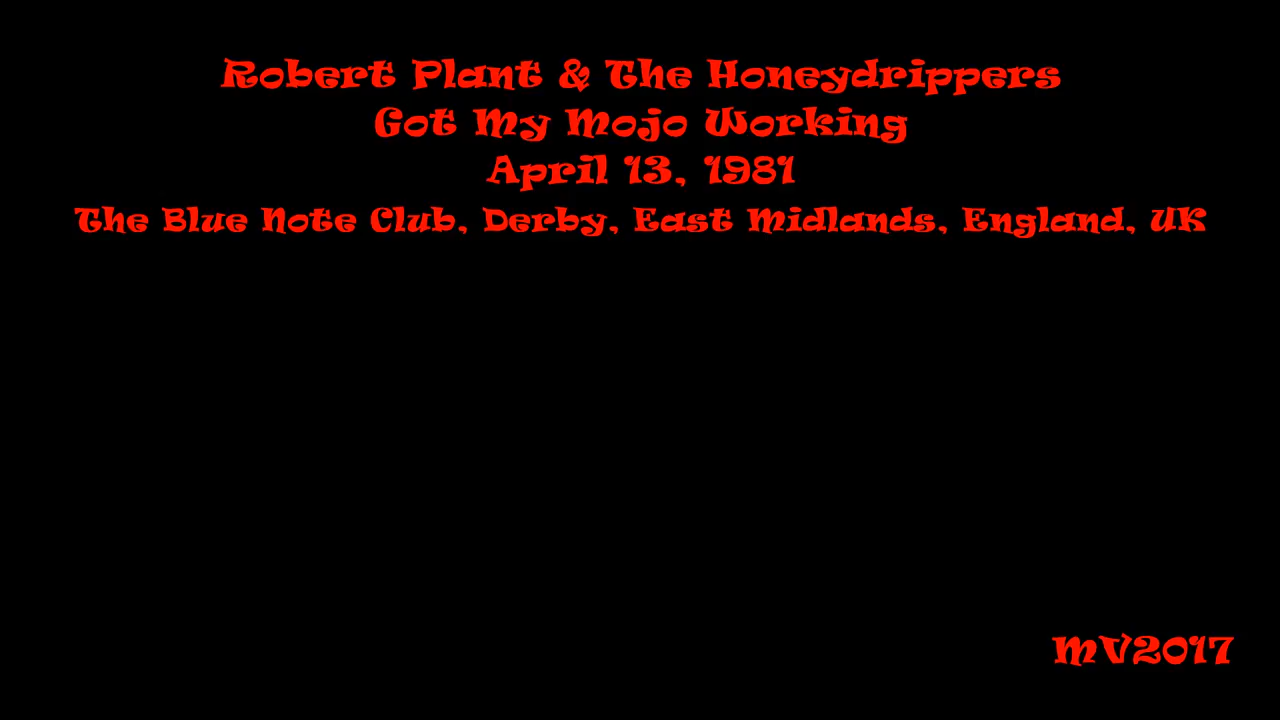 Robert Plant & The Honeydrippers
Got My Mojo Working
April 13, 1981
The Blue Note Club, Derby, East Midlands, England, UK
MV2017